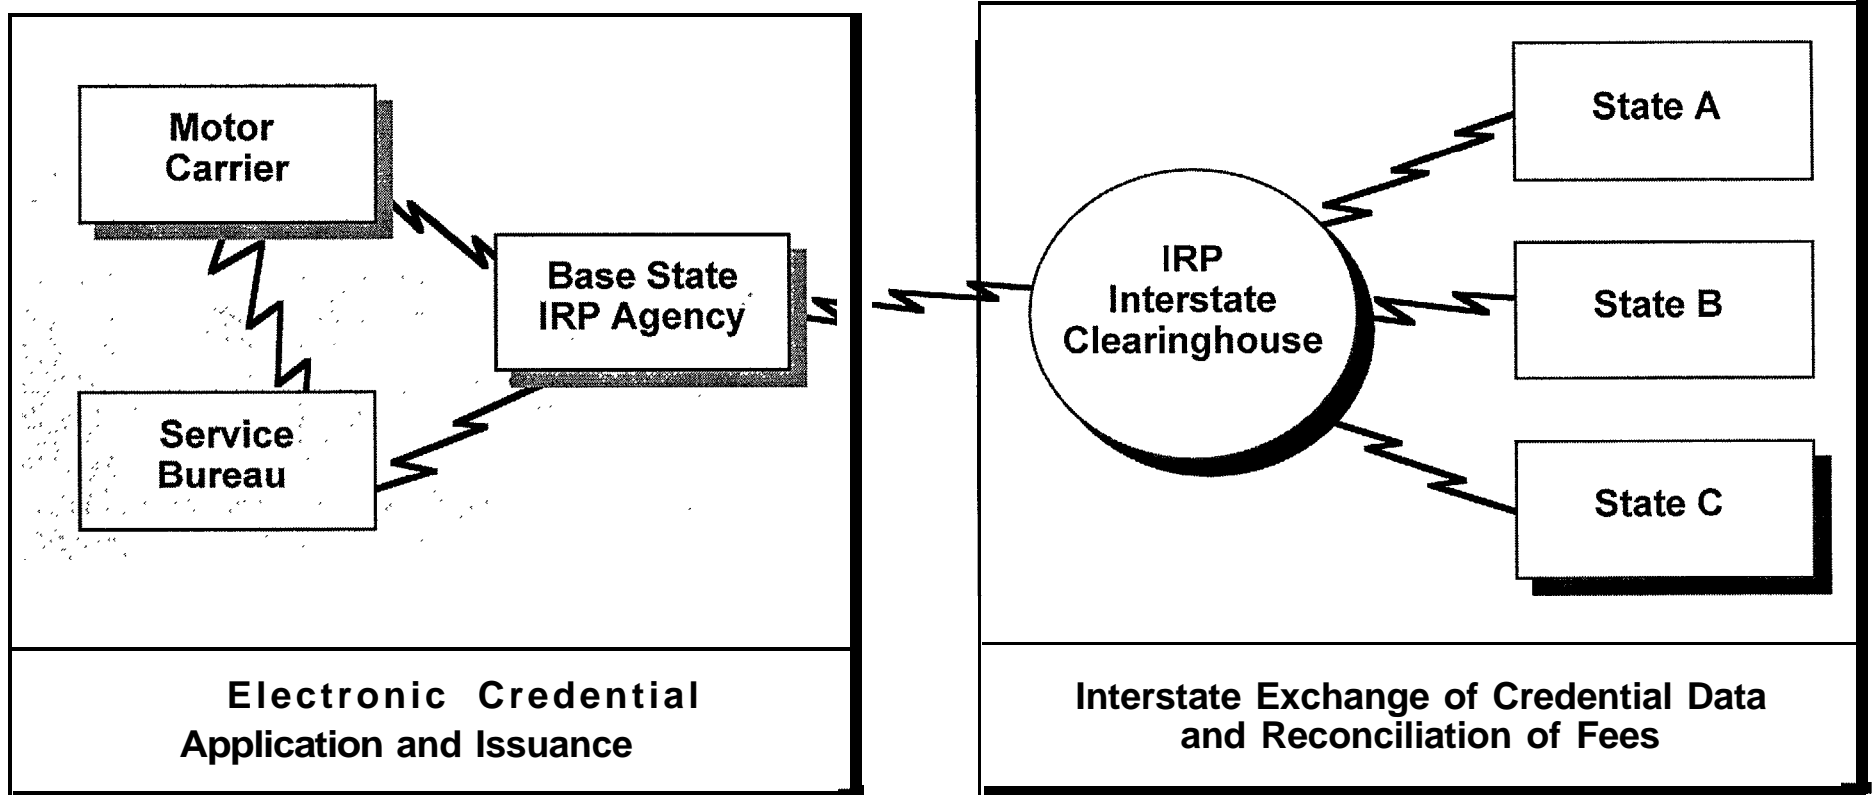 Motor
Carrier
Base State
IRP Agency
Service
Bureau
Electronic Credential
Application and Issuance
IRP
Interstate
Clearinghouse
State A
State B
State C
Interstate Exchange of Credential Data
and Reconciliation of Fees